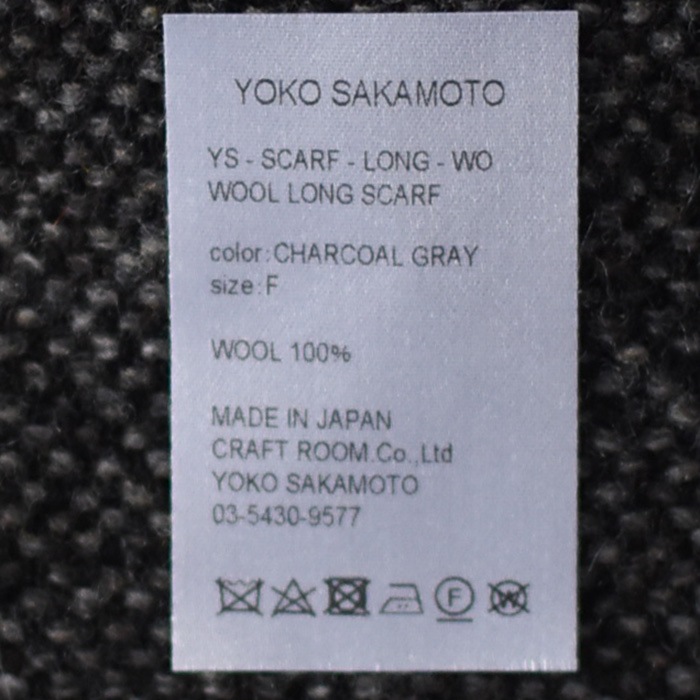 YOKO SAKAMOTO
YS - SCARF - LONG - WO
WOOL LONG SCARF
color:CHARCOAL GRAY
size:F
WOOL 100%
MADE IN JAPAN
CRAFT ROOM.Co.,Ltd
YOKO SAKAMOTO
03-5430-9577
F W